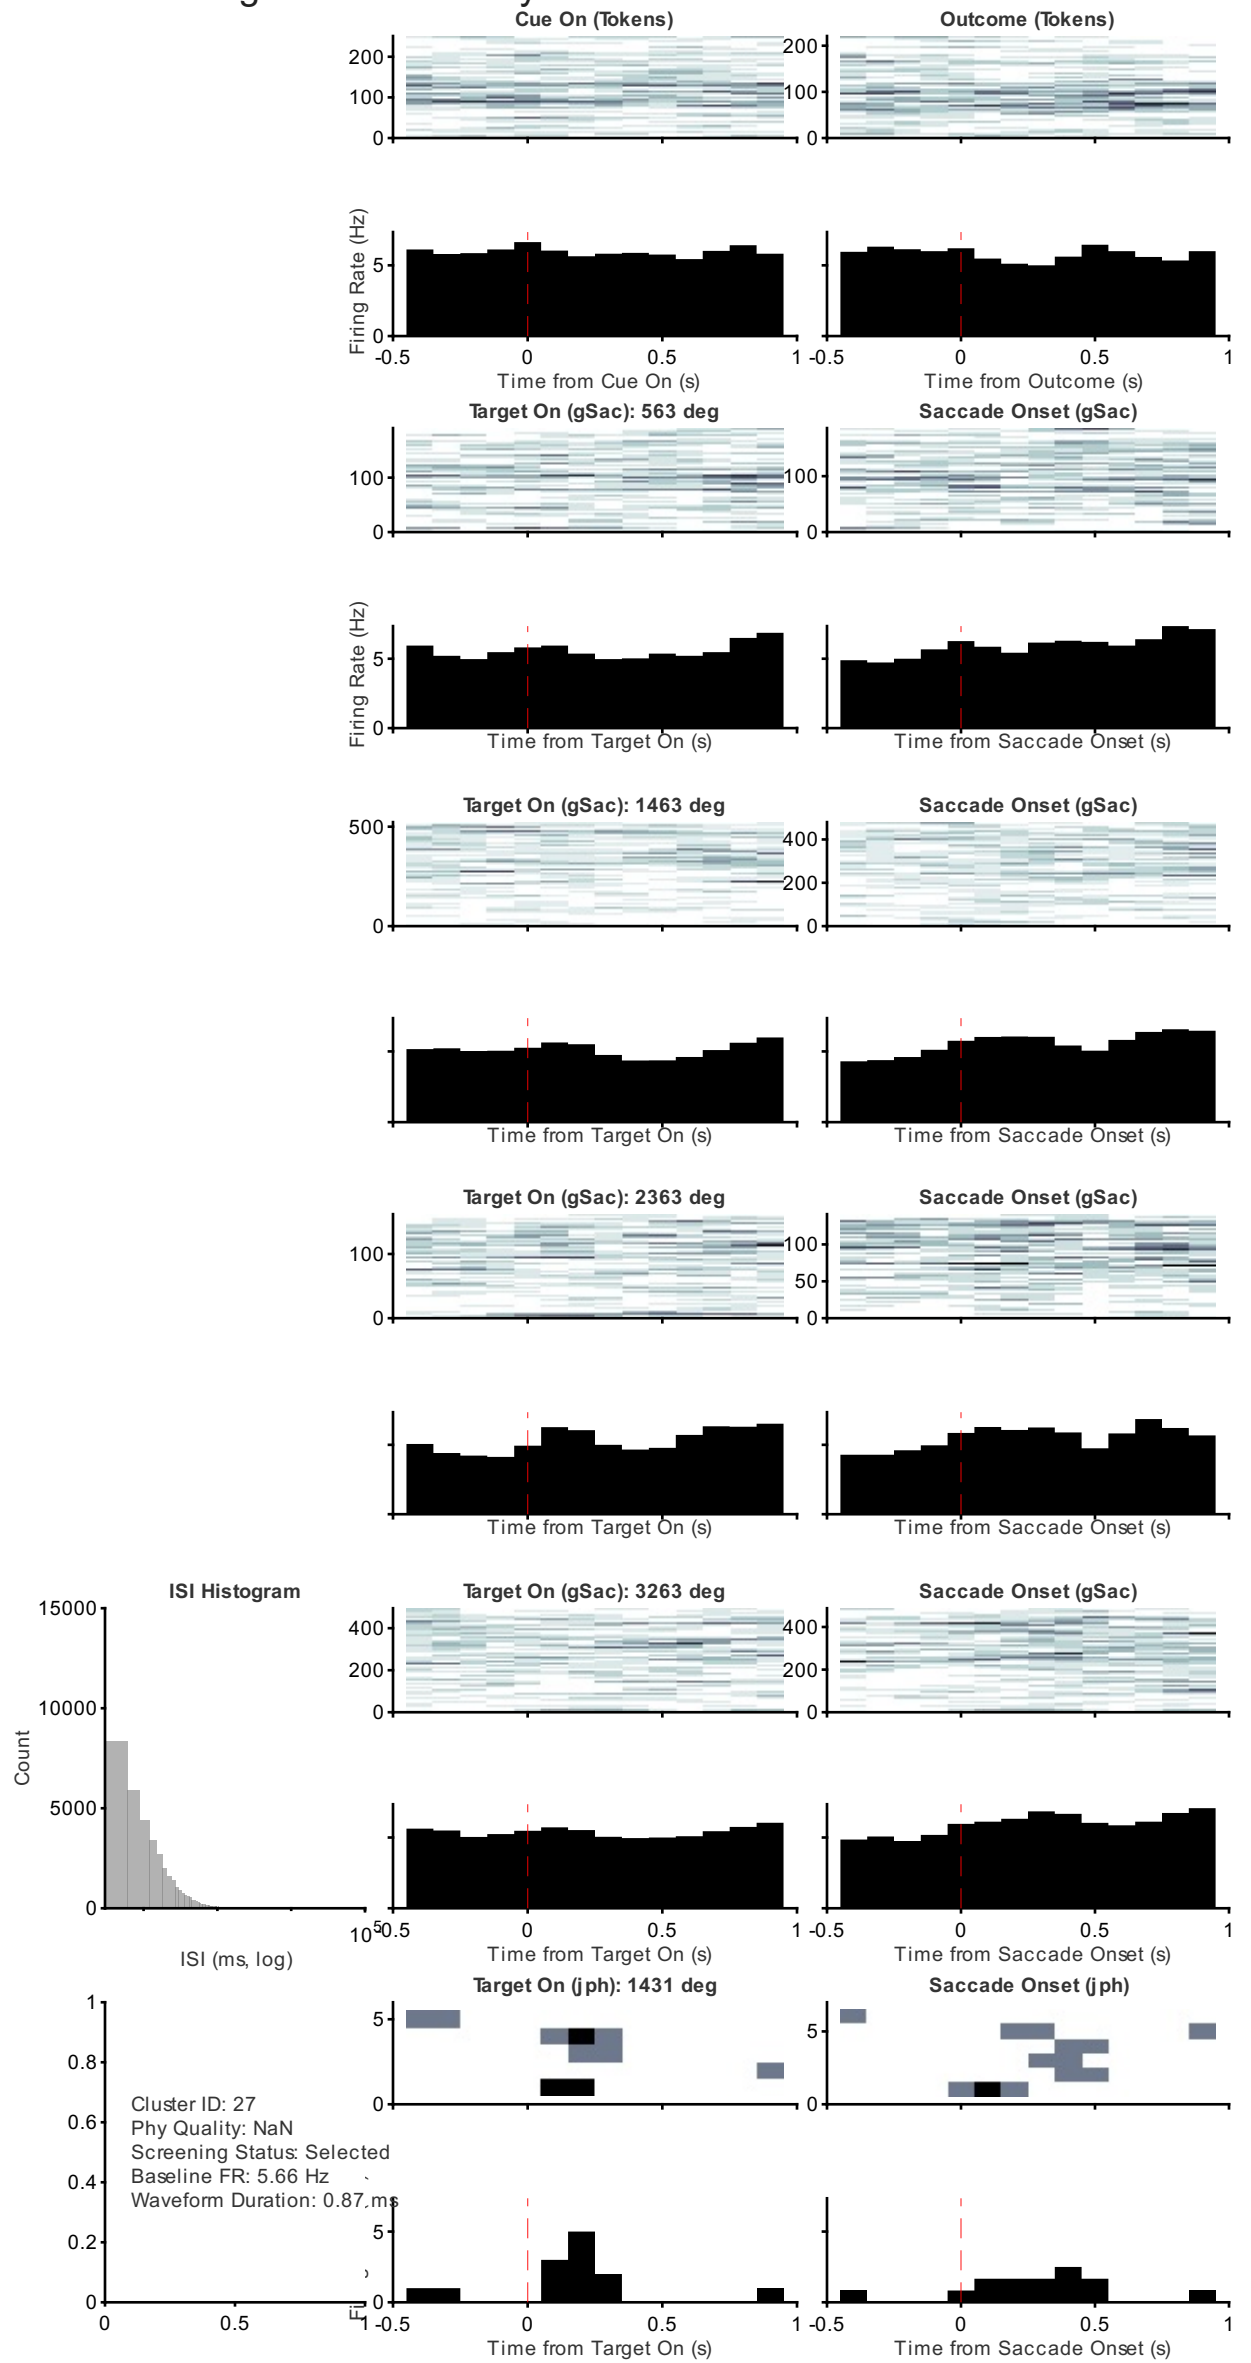 Cue On (Tokens)
Outcome (Tokens)
200
100
0
200
100
0
Firing Rate (Hz)
5
0
-0.5
0
0.5
1
-0.5
0
0.5
1
Time from Cue On (s)
Time from Outcome (s)
Target On (gSac): 563 deg
Saccade Onset (gSac)
100
0
100
0
Firing Rate (Hz)
5
0
Time from Target On (s)
Time from Saccade Onset (s)
Target On (gSac): 1463 deg
Saccade Onset (gSac)
500
0
400
200
0
Time from Target On (s)
Time from Saccade Onset (s)
Target On (gSac): 2363 deg
Saccade Onset (gSac)
100
0
100
50
0
Time from Target On (s)
Time from Saccade Onset (s)
ISI Histogram
Target On (gSac): 3263 deg
Saccade Onset (gSac)
15000
10000
5000
0
Count
10⁵
ISI (ms, log)
400
200
0
400
200
0
-0.5
0
0.5
1
-0.5
0
0.5
1
Time from Target On (s)
Time from Saccade Onset (s)
Target On (jph): 1431 deg
Saccade Onset (jph)
1
0.8
0.6
0.4
0.2
0
0
0.5
1
Cluster ID: 27
Phy Quality: NaN
Screening Status: Selected
Baseline FR: 5.66 Hz
Waveform Duration: 0.87 ms
5
0
5
0
5
0
-0.5
0
0.5
1
-0.5
0
0.5
1
Time from Target On (s)
Time from Saccade Onset (s)